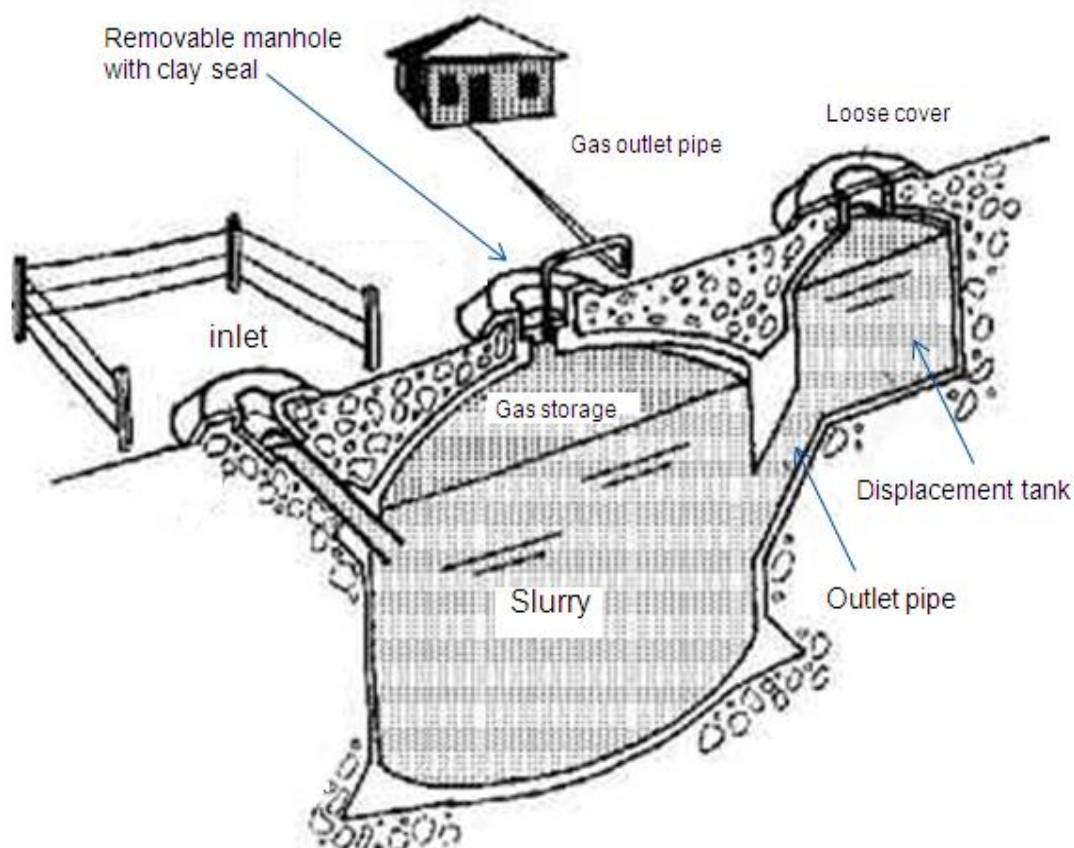 Removable manhole
with clay seal
Gas outlet pipe
Loose cover
inlet
Gas storage
Displacement tank
Slurry
Outlet pipe